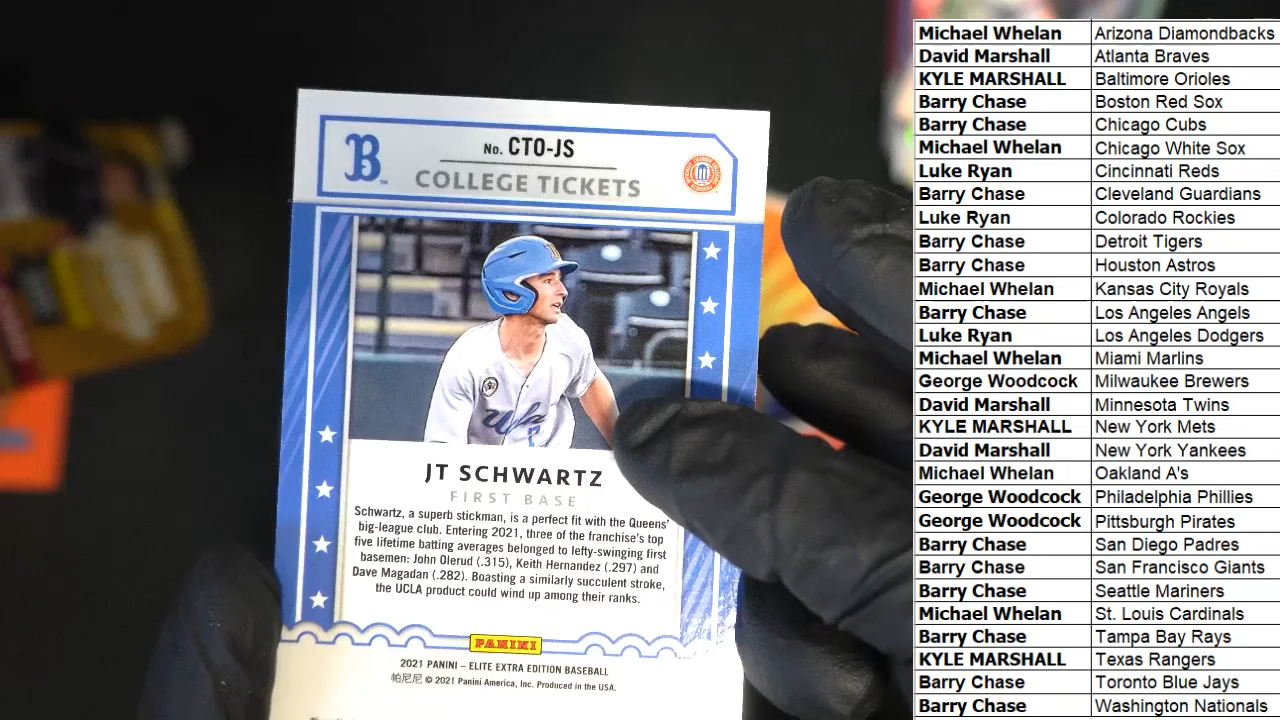 B
No. CTO-JS
COLLEGE TICKETS
JT SCHWARTZ
FIRST BASE
Schwartz, a superb stickman, is a perfect fit with the Queens'
big-league club. Entering 2021, three of the franchise's top
five lifetime batting averages belonged to lefty-swinging first
basemen: John Olerud (.315), Keith Hernandez (.297) and
Dave Magadan (.282). Boasting a similarly succulent stroke,
the UCLA product could wind up among their ranks.
PANINI
2021 PANINI – ELITE EXTRA EDITION BASEBALL
帕尼尼 © 2021 Panini America, Inc. Produced in the USA.
Michael Whelan Arizona Diamondbacks
David Marshall Atlanta Braves
KYLE MARSHALL Baltimore Orioles
Barry Chase Boston Red Sox
Barry Chase Chicago Cubs
Michael Whelan Chicago White Sox
Luke Ryan Cincinnati Reds
Barry Chase Cleveland Guardians
Luke Ryan Colorado Rockies
Barry Chase Detroit Tigers
Barry Chase Houston Astros
Michael Whelan Kansas City Royals
Barry Chase Los Angeles Angels
Luke Ryan Los Angeles Dodgers
Michael Whelan Miami Marlins
George Woodcock Milwaukee Brewers
David Marshall Minnesota Twins
KYLE MARSHALL New York Mets
David Marshall New York Yankees
Michael Whelan Oakland A's
George Woodcock Philadelphia Phillies
George Woodcock Pittsburgh Pirates
Barry Chase San Diego Padres
Barry Chase San Francisco Giants
Barry Chase Seattle Mariners
Michael Whelan St. Louis Cardinals
Barry Chase Tampa Bay Rays
KYLE MARSHALL Texas Rangers
Barry Chase Toronto Blue Jays
Barry Chase Washington Nationals